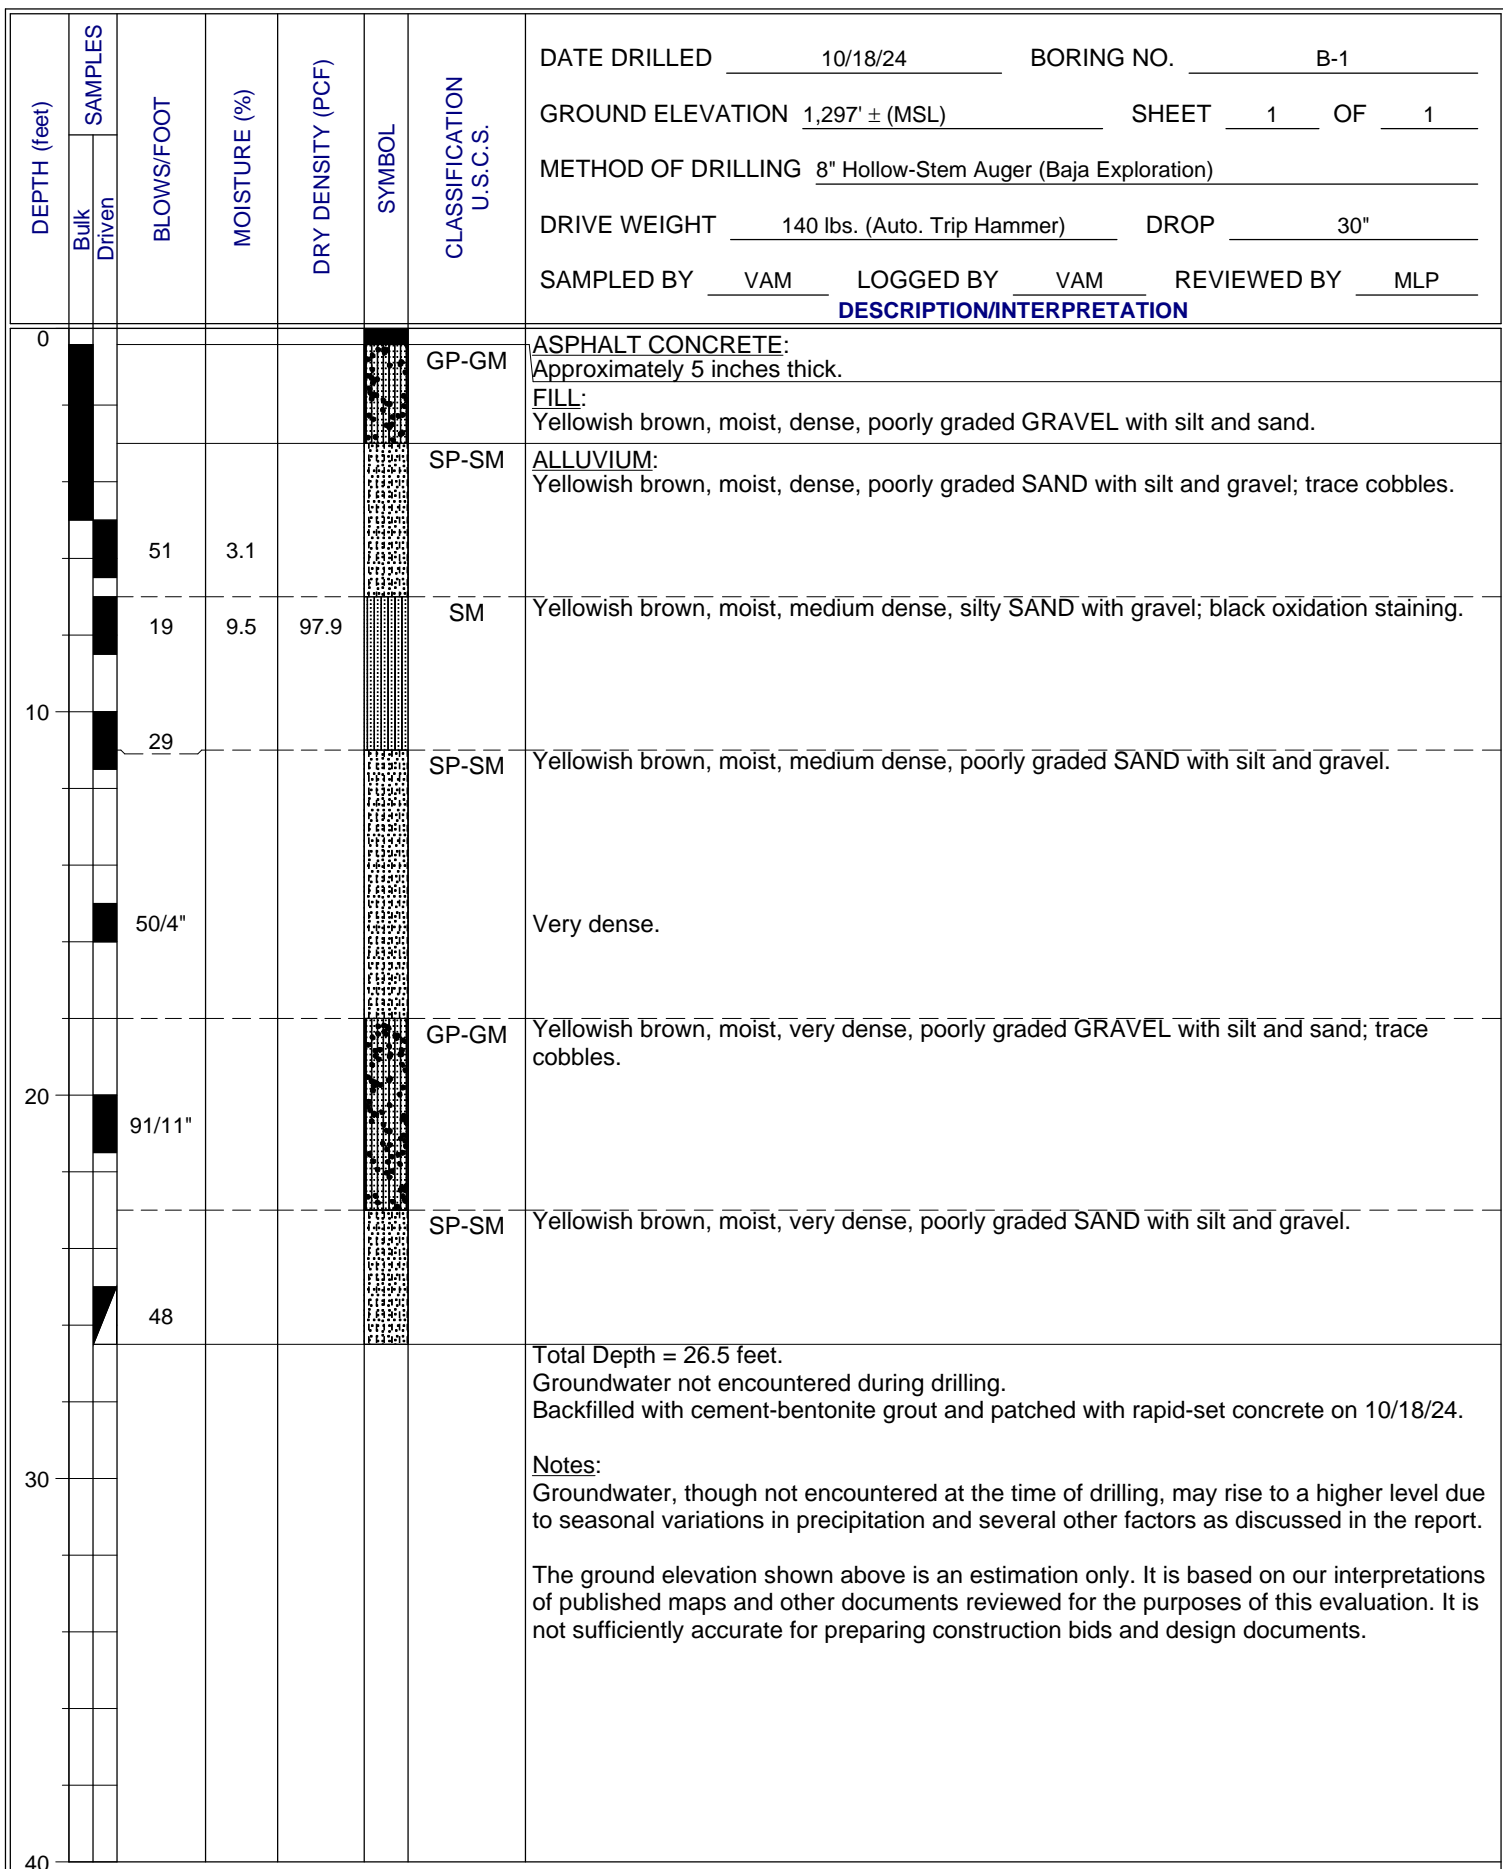 DEPTH (feet)
SAMPLES
Bulk
Driven
BLOWS/FOOT
MOISTURE (%)
DRY DENSITY (PCF)
SYMBOL
CLASSIFICATION
U.S.C.S.
DATE DRILLED 10/18/24 BORING NO. B-1
GROUND ELEVATION 1,297' ± (MSL) SHEET 1 OF 1
METHOD OF DRILLING 8" Hollow-Stem Auger (Baja Exploration)
DRIVE WEIGHT 140 lbs. (Auto. Trip Hammer) DROP 30"
SAMPLED BY VAM LOGGED BY VAM REVIEWED BY MLP
DESCRIPTION/INTERPRETATION
0
GP-GM ASPHALT CONCRETE:
Approximately 5 inches thick.
FILL:
Yellowish brown, moist, dense, poorly graded GRAVEL with silt and sand.
SP-SM ALLUVIUM:
Yellowish brown, moist, dense, poorly graded SAND with silt and gravel; trace cobbles.
51 3.1
SM Yellowish brown, moist, medium dense, silty SAND with gravel; black oxidation staining.
19 9.5 97.9
10
29
SP-SM Yellowish brown, moist, medium dense, poorly graded SAND with silt and gravel.
50/4" Very dense.
GP-GM Yellowish brown, moist, very dense, poorly graded GRAVEL with silt and sand; trace
cobbles.
20
91/11"
SP-SM Yellowish brown, moist, very dense, poorly graded SAND with silt and gravel.
48
Total Depth = 26.5 feet.
Groundwater not encountered during drilling.
Backfilled with cement-bentonite grout and patched with rapid-set concrete on 10/18/24.
Notes:
30
Groundwater, though not encountered at the time of drilling, may rise to a higher level due
to seasonal variations in precipitation and several other factors as discussed in the report.
The ground elevation shown above is an estimation only. It is based on our interpretations
of published maps and other documents reviewed for the purposes of this evaluation. It is
not sufficiently accurate for preparing construction bids and design documents.
40